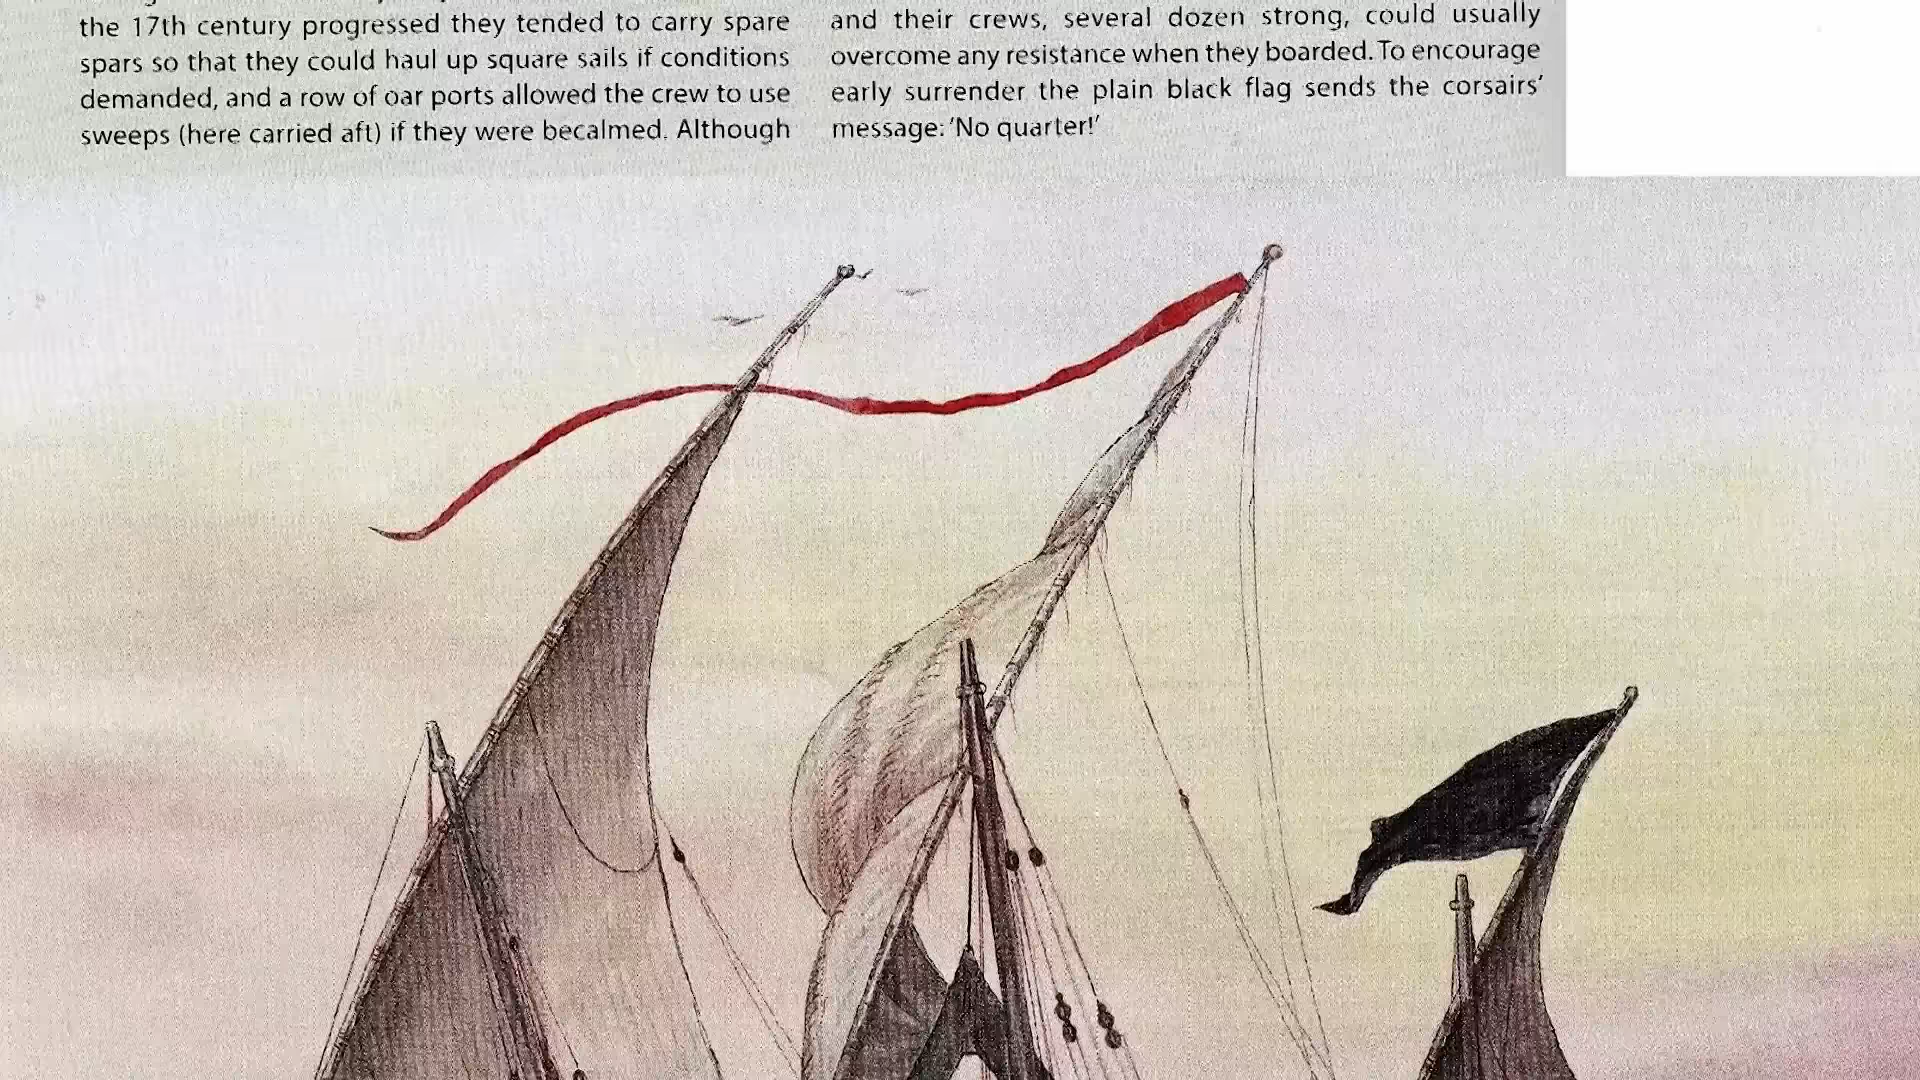 the 17th century progressed they tended to carry spare
spars so that they could haul up square sails if conditions
demanded, and a row of oar ports allowed the crew to use
sweeps (here carried aft) if they were becalmed. Although
and their crews, several dozen strong, could usually
overcome any resistance when they boarded. To encourage
early surrender the plain black flag sends the corsairs’
message: ‘No quarter!’